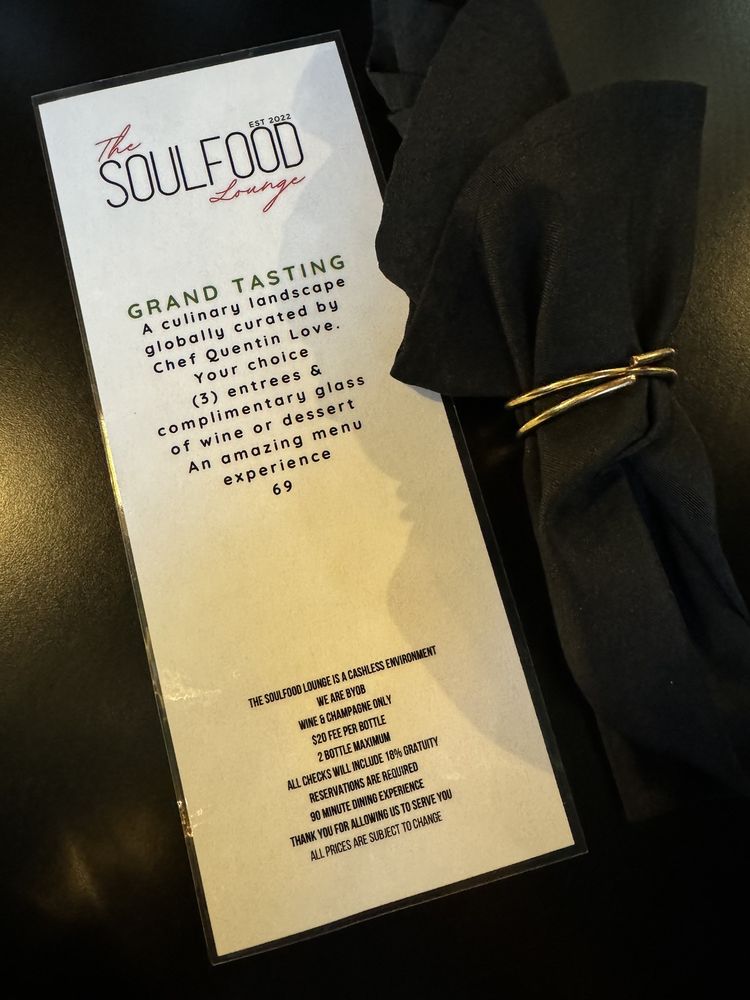 EST 2022
The
SOULFOOD
Lounge
GRAND TASTING
A culinary landscape
globally curated by
Chef Quentin Love.
Your choice
(3) entrees &
complimentary glass
of wine or dessert
An amazing menu
experience
69
THE SOULFOOD LOUNGE IS A CASHLESS ENVIRONMENT
WE ARE BYOB
WINE & CHAMPAGNE ONLY
$20 FEE PER BOTTLE
2 BOTTLE MAXIMUM
ALL CHECKS WILL INCLUDE 18% GRATUITY
RESERVATIONS ARE REQUIRED
90 MINUTE DINING EXPERIENCE
THANK YOU FOR ALLOWING US TO SERVE YOU
ALL PRICES ARE SUBJECT TO CHANGE